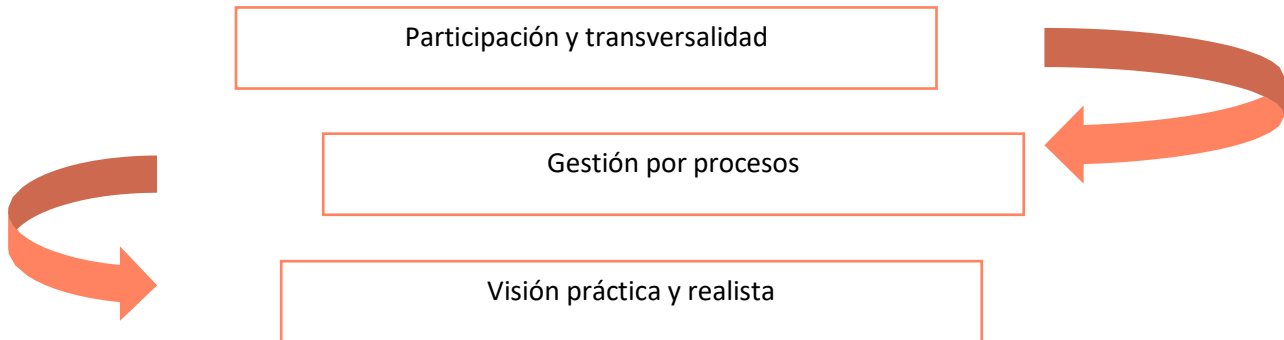 Participación y transversalidad
Gestión por procesos
Visión práctica y realista